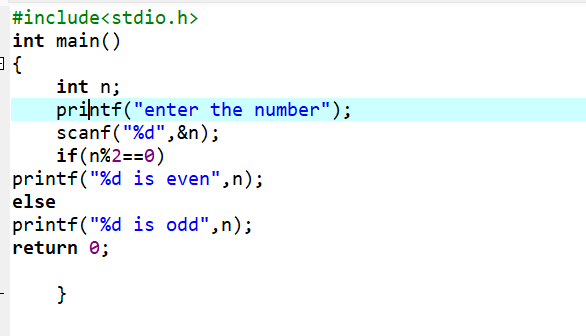 #include<stdio.h>
int main()
{
    int n;
    printf("enter the number");
    scanf("%d",&n);
    if(n%2==0)
printf("%d is even",n);
else
printf("%d is odd",n);
return 0;
    }